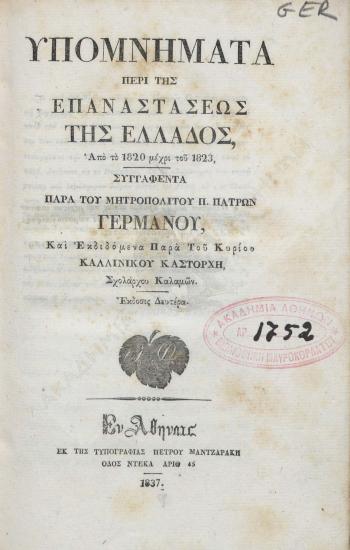 GER
ΥΠΟΜΝΗΜΑΤΑ
ΠΕΡΙ ΤΗΣ
ΕΠΑΝΑΣΤΑΣΕΩΣ
ΤΗΣ ΕΛΛΑΔΟΣ,
Ἀπὸ τὸ 1820 μέχρι τοῦ 1823,
ΣΥΓΓΑΦΕΝΤΑ
ΠΑΡΑ ΤΟΥ ΜΗΤΡΟΠΟΛΙΤΟΥ Π. ΠΑΤΡΩΝ
ΓΕΡΜΑΝΟΥ,
Καὶ Ἐκδιδόμενα Παρὰ Τοῦ Κυρίου
ΚΑΛΛΙΝΙΚΟΥ ΚΑΣΤΟΡΧΗ,
Σχολάρχου Καλαμῶν.
Ἔκδοσις Δευτέρα.
ΑΚΑΔΗΜΙΑ ΑΘΗΝΩΝ
ΑΡ. 1752
Ἐν Ἀθήναις
ΕΚ ΤΗΣ ΤΥΠΟΓΡΑΦΙΑΣ ΠΕΤΡΟΥ ΜΑΝΤΖΑΡΑΚΗ
ΟΔΟΣ ΝΤΕΚΑ ΑΡΙΘ 45
1837.